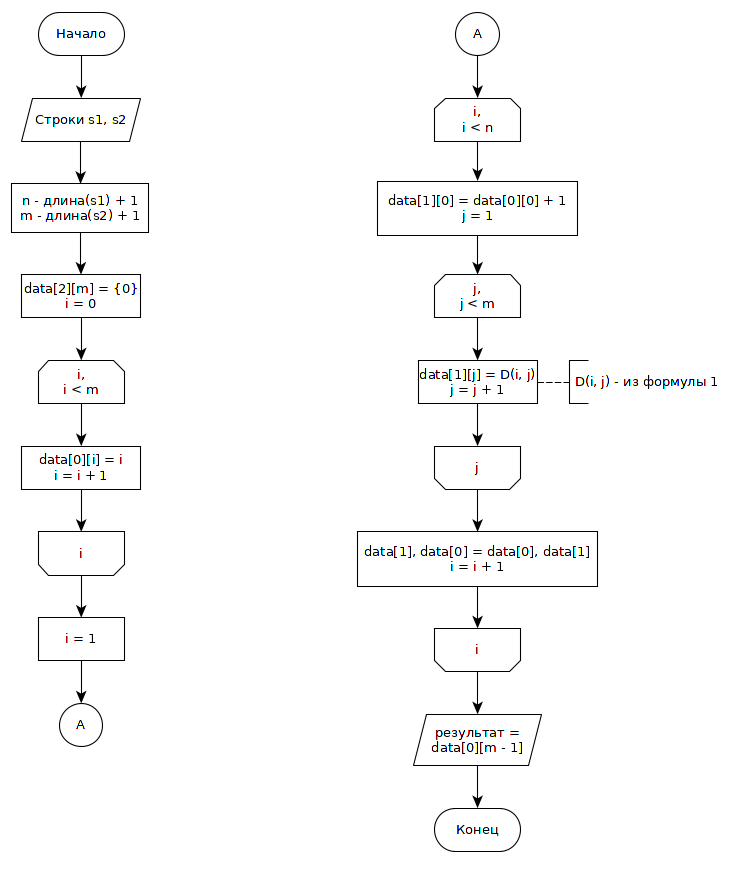 Начало
Строки s1, s2
n - длина(s1) + 1
m - длина(s2) + 1
data[2][m] = {0}
i = 0
i,
i < m
data[0][i] = i
i = i + 1
i
i = 1
A
A
i,
i < n
data[1][0] = data[0][0] + 1
j = 1
j,
j < m
data[1][j] = D(i, j)
j = j + 1
D(i, j) - из формулы 1
j
data[1], data[0] = data[0], data[1]
i = i + 1
i
результат =
data[0][m - 1]
Конец